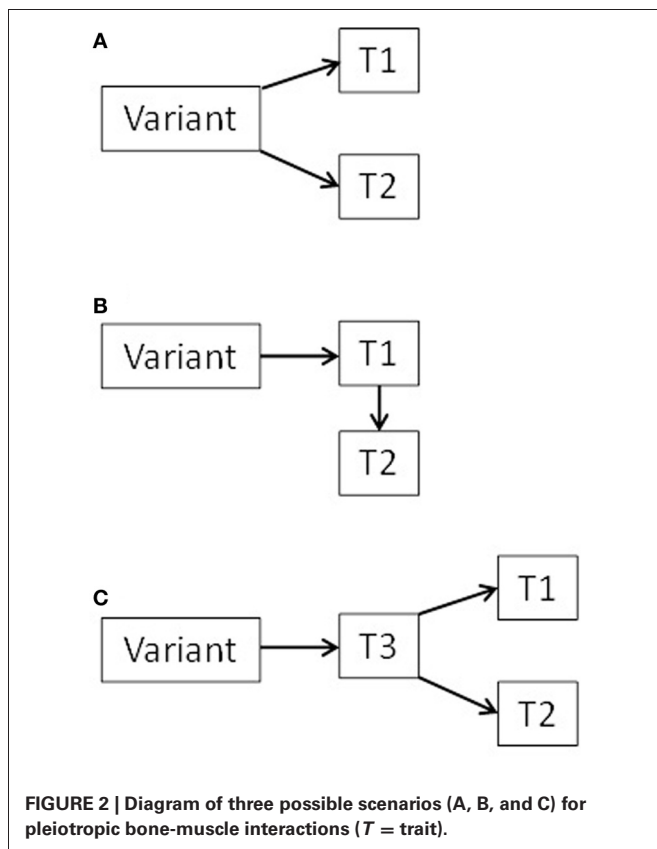 A
T1
Variant
T2
B
Variant
T1
T2
C
T1
Variant
T3
T2
FIGURE 2 | Diagram of three possible scenarios (A, B, and C) for
pleiotropic bone-muscle interactions (T = trait).